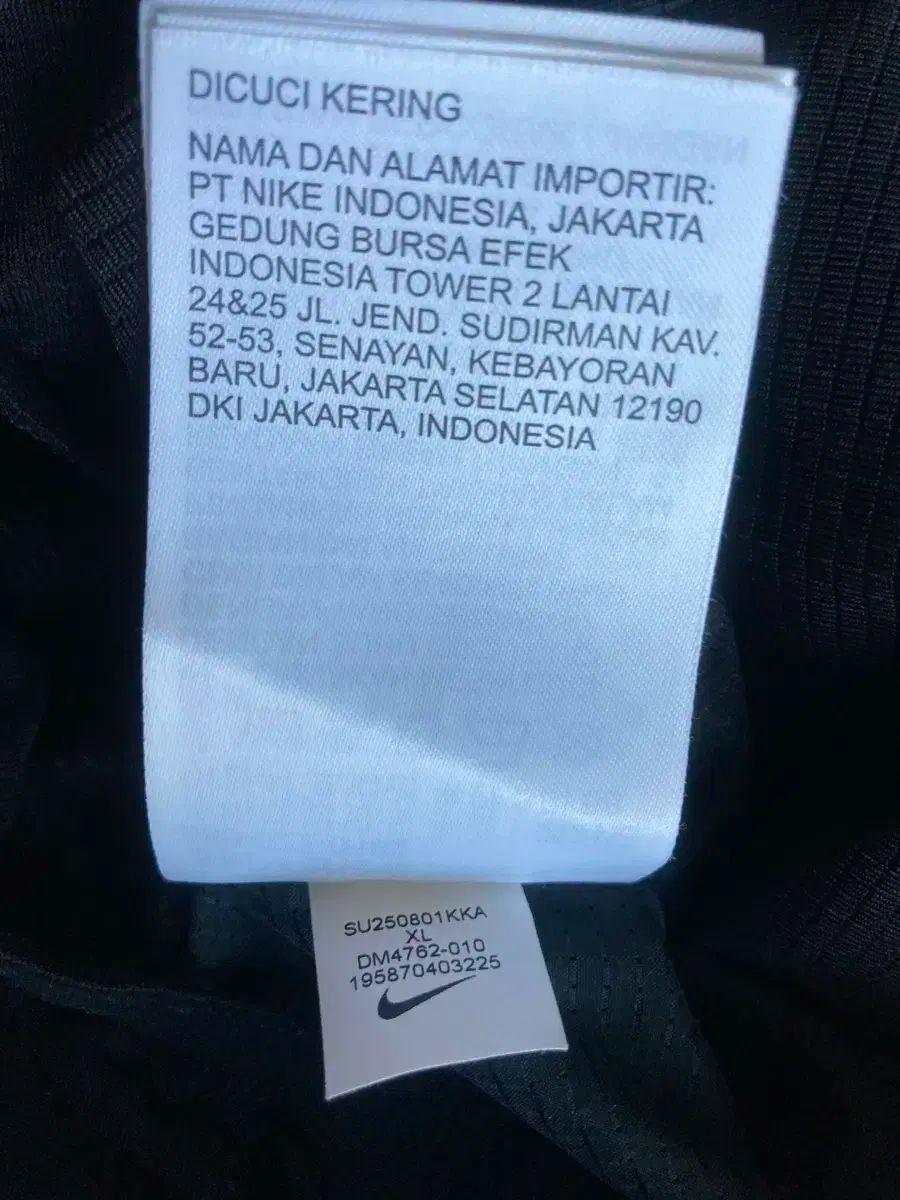 DICUCI KERING
NAMA DAN ALAMAT IMPORTIR:
PT NIKE INDONESIA, JAKARTA
GEDUNG BURSA EFEK
INDONESIA TOWER 2 LANTAI
24&25 JL. JEND. SUDIRMAN KAV.
52-53, SENAYAN, KEBAYORAN
BARU, JAKARTA SELATAN 12190
DKI JAKARTA, INDONESIA
SU250801KKA
XL
DM4762-010
195870403225